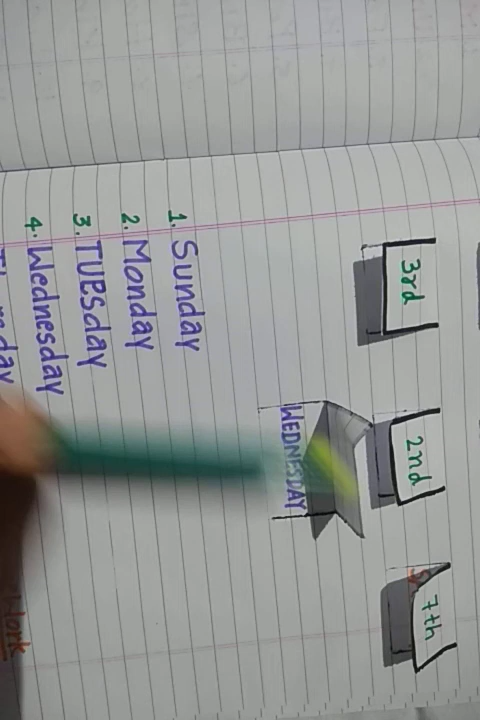 3rd
2nd
7th
WEDNESDAY
1. Sunday
2. Monday
3. TUESday
4. Wednesday